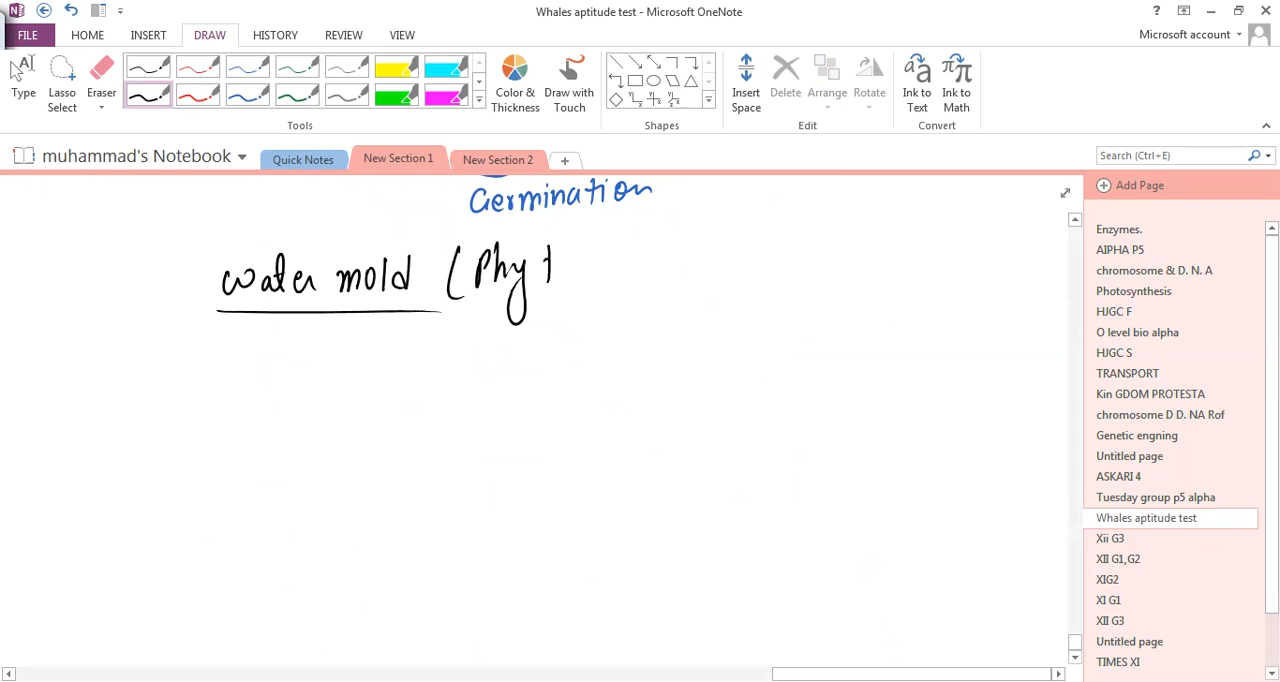 Whales aptitude test - Microsoft OneNote
?
FILE HOME INSERT DRAW HISTORY REVIEW VIEW
Microsoft account
Type
Lasso Select
Eraser
Color & Thickness
Draw with Touch
Insert Space
Delete
Arrange
Rotate
Ink to Text
Ink to Math
Tools
Shapes
Edit
Convert
muhammad's Notebook
Quick Notes
New Section 1
New Section 2
Search (Ctrl+E)
Germination
water mold (Phyt
Add Page
Enzymes.
AIPHA P5
chromosome & D. N. A
Photosynthesis
HJGC F
O level bio alpha
HJGC S
TRANSPORT
Kin GDOM PROTESTA
chromosome D D. NA Rof
Genetic engning
Untitled page
ASKARI 4
Tuesday group p5 alpha
Whales aptitude test
Xii G3
XII G1,G2
XIG2
XI G1
XII G3
Untitled page
TIMES XI